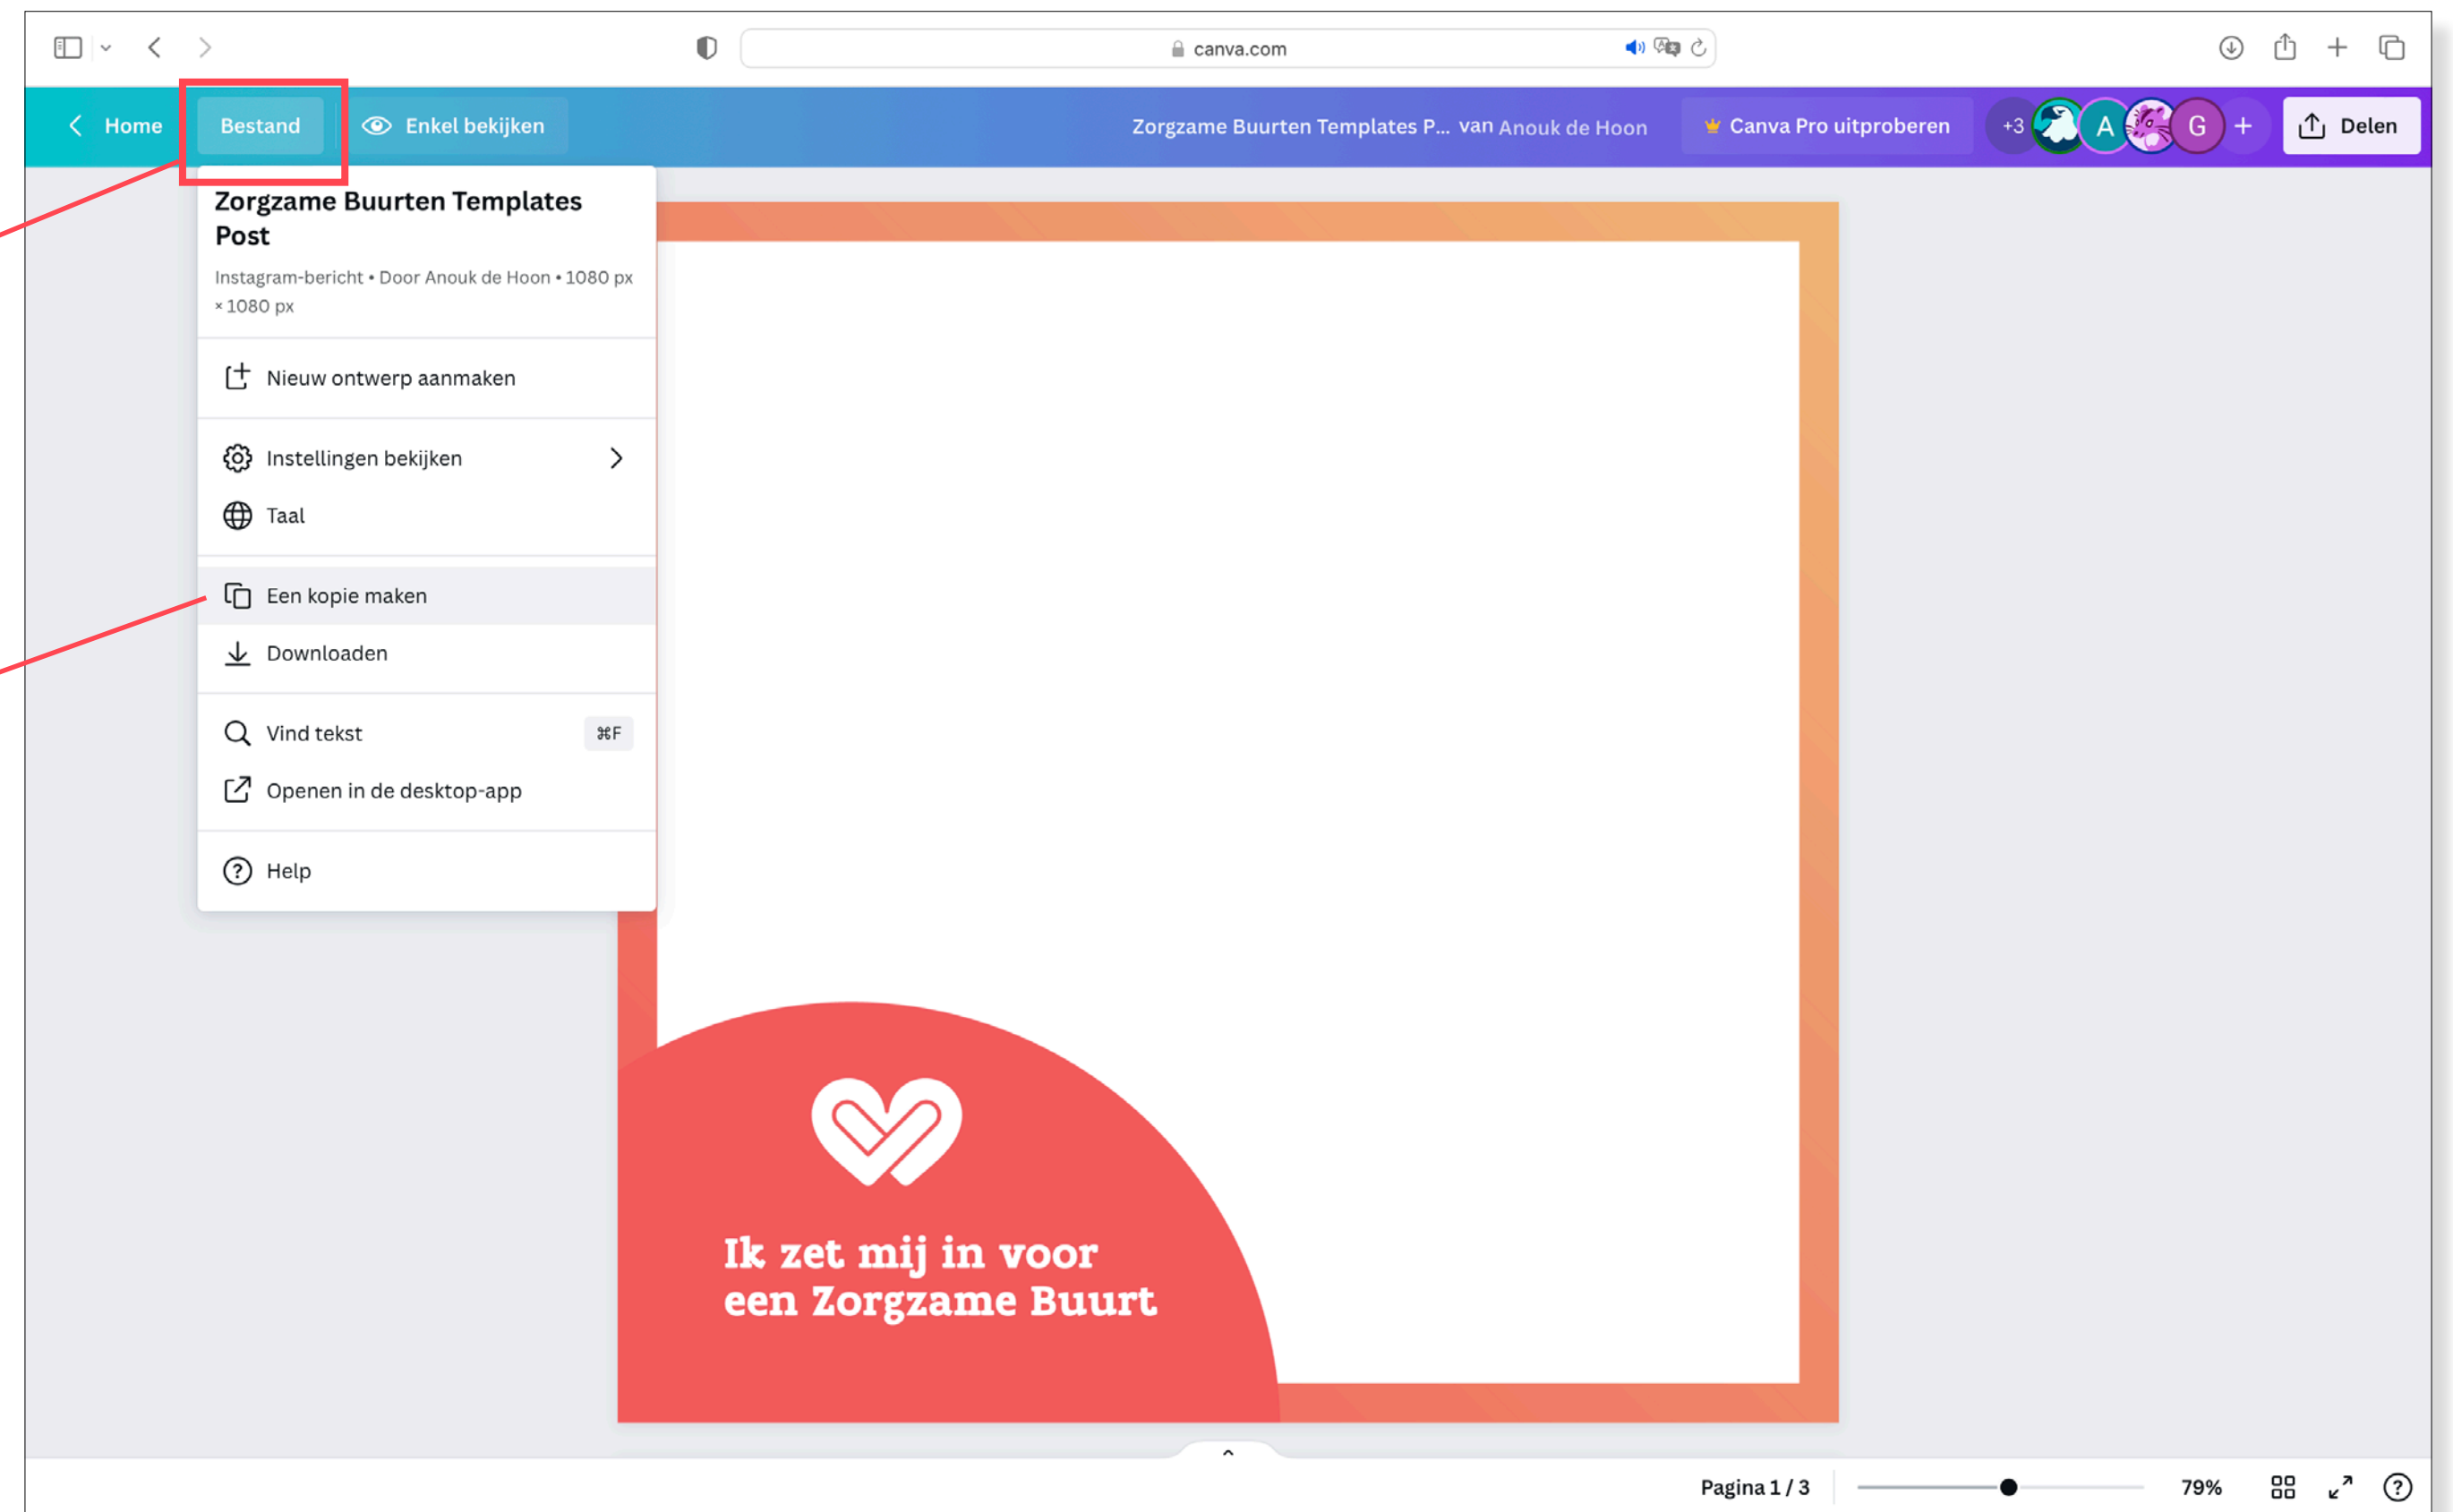 canva.com
Home
Bestand
Enkel bekijken
Zorgzame Buurten Templates P... van Anouk de Hoon
Canva Pro uitproberen
+3
A
G
+
Delen
Zorgzame Buurten Templates
Post
Instagram-bericht • Door Anouk de Hoon • 1080 px
× 1080 px
Nieuw ontwerp aanmaken
Instellingen bekijken
Taal
Een kopie maken
Downloaden
Vind tekst ⌘F
Openen in de desktop-app
Help
Ik zet mij in voor
een Zorgzame Buurt
Pagina 1 / 3
79%